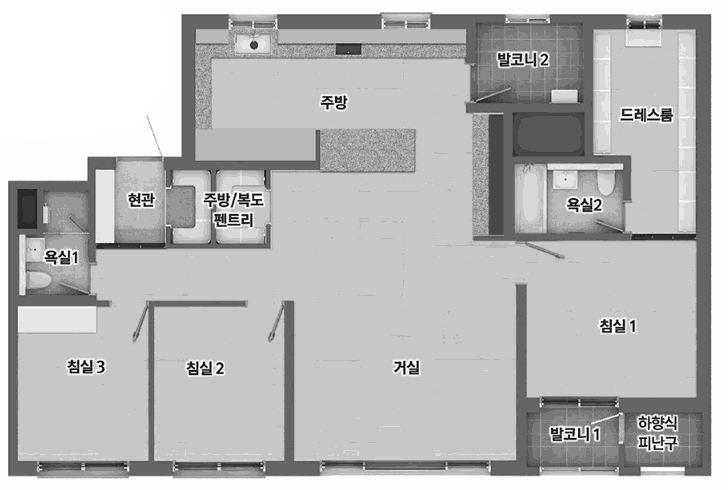 발코니 2
드레스룸
주방
현관
주방/복도
펜트리
욕실2
욕실1
침실 1
침실 3
침실 2
거실
발코니 1
하향식
피난구